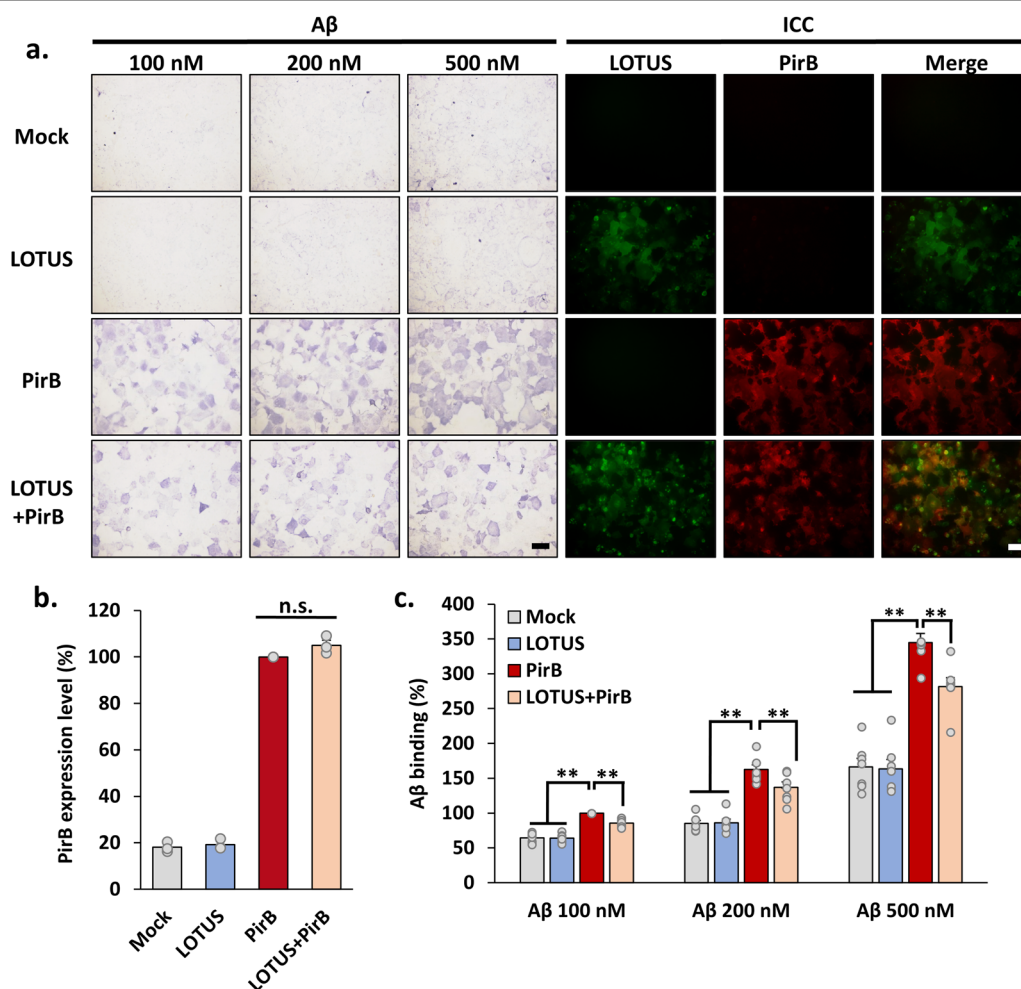 Aβ
ICC
a.
100 nM
200 nM
500 nM
LOTUS
PirB
Merge
Mock
LOTUS
PirB
LOTUS
+PirB
b.
n.s.
120
100
80
60
40
20
0
PirB expression level (%)
Mock
LOTUS
PirB
LOTUS+PirB
c.
400
350
300
250
200
150
100
50
0
Aβ binding (%)
Mock
LOTUS
PirB
LOTUS+PirB
** **
** **
** **
Aβ 100 nM
Aβ 200 nM
Aβ 500 nM